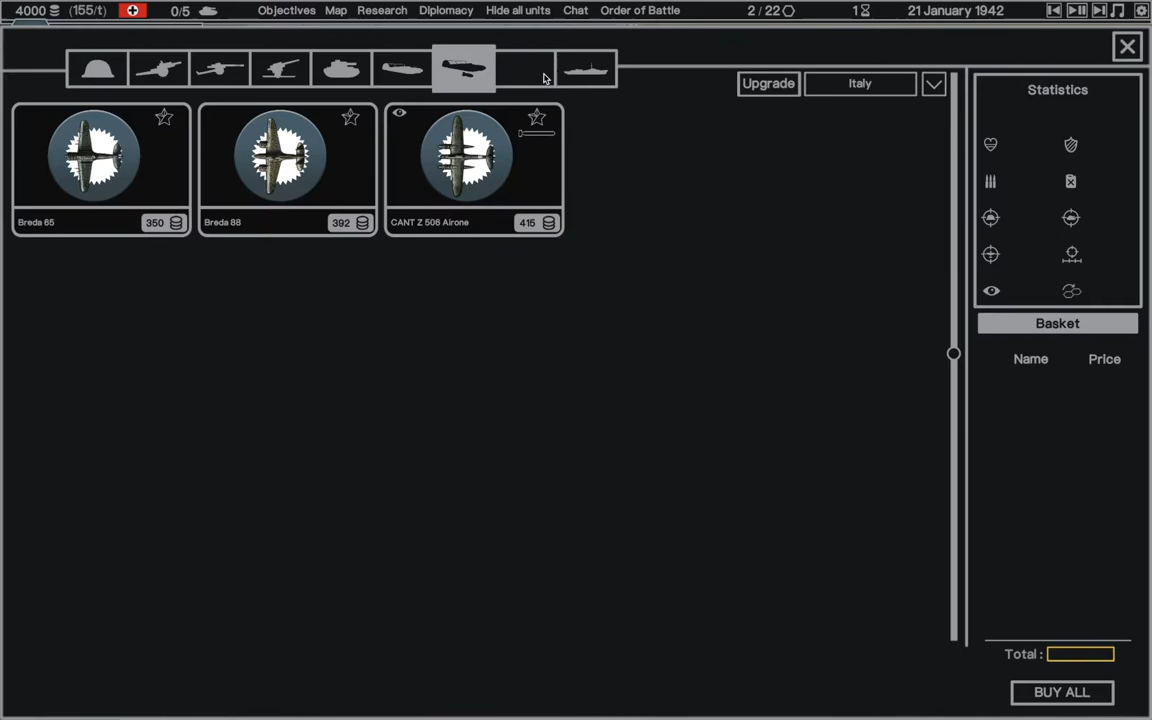 4000 (155/t) 0/5 Objectives Map Research Diplomacy Hide all units Chat Order of Battle 2 / 22 1 21 January 1942
Upgrade Italy
Statistics
Breda 65 350
Breda 88 392
CANT Z 506 Airone 415
Basket
Name Price
Total :
BUY ALL